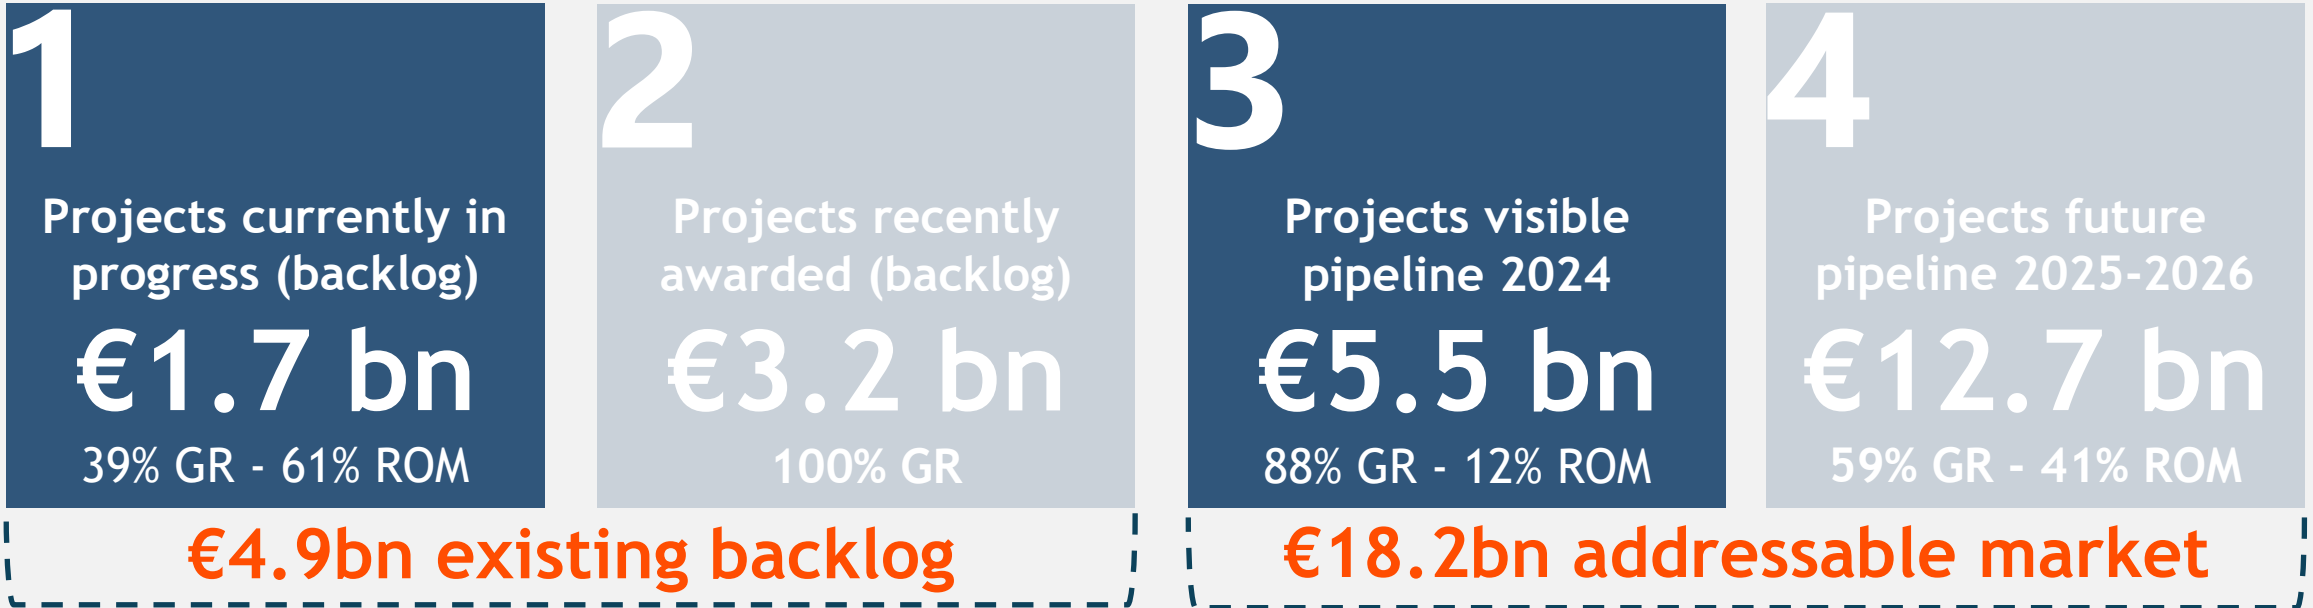 1
Projects currently in
progress (backlog)
€1.7 bn
39% GR - 61% ROM
2
Projects recently
awarded (backlog)
€3.2 bn
100% GR
€4.9bn existing backlog
3
Projects visible
pipeline 2024
€5.5 bn
88% GR - 12% ROM
4
Projects future
pipeline 2025-2026
€12.7 bn
59% GR - 41% ROM
€18.2bn addressable market